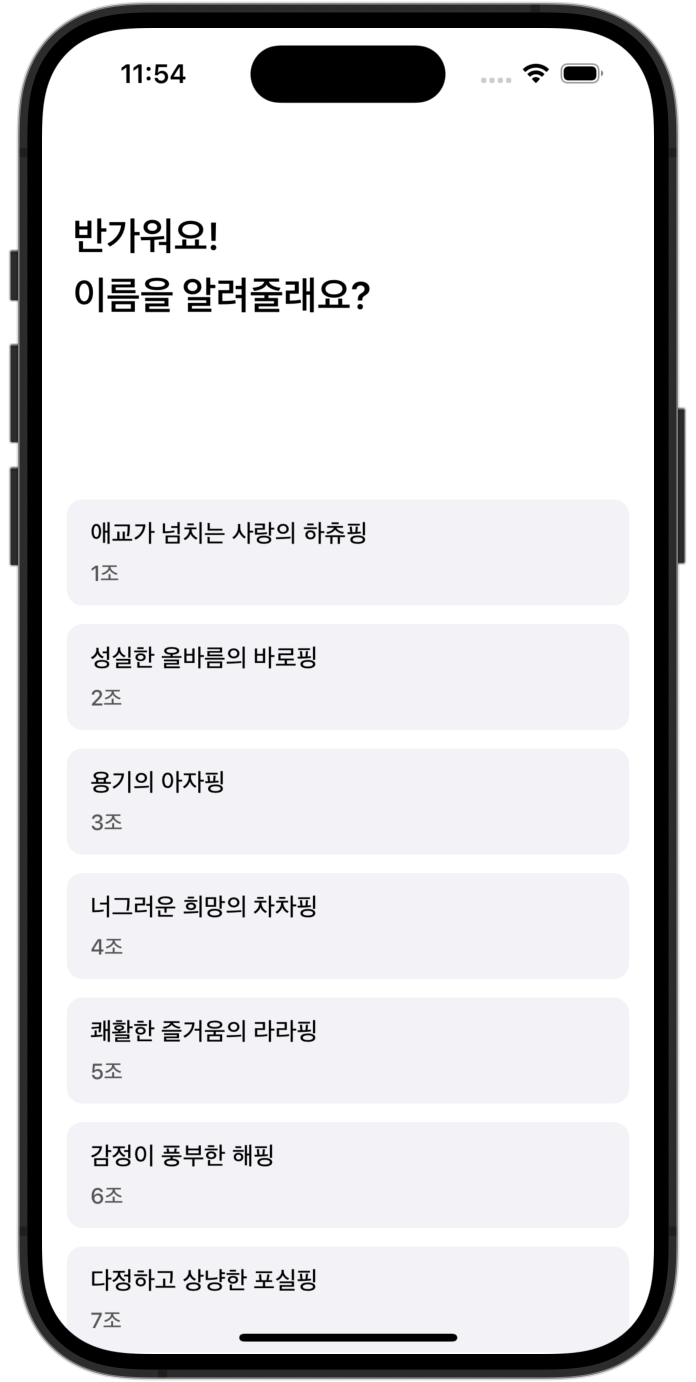 11:54
반가워요!
이름을 알려줄래요?
애교가 넘치는 사랑의 하츄핑
1조
성실한 올바름의 바로핑
2조
용기의 아자핑
3조
너그러운 희망의 차차핑
4조
쾌활한 즐거움의 라라핑
5조
감정이 풍부한 해핑
6조
다정하고 상냥한 포실핑
7조